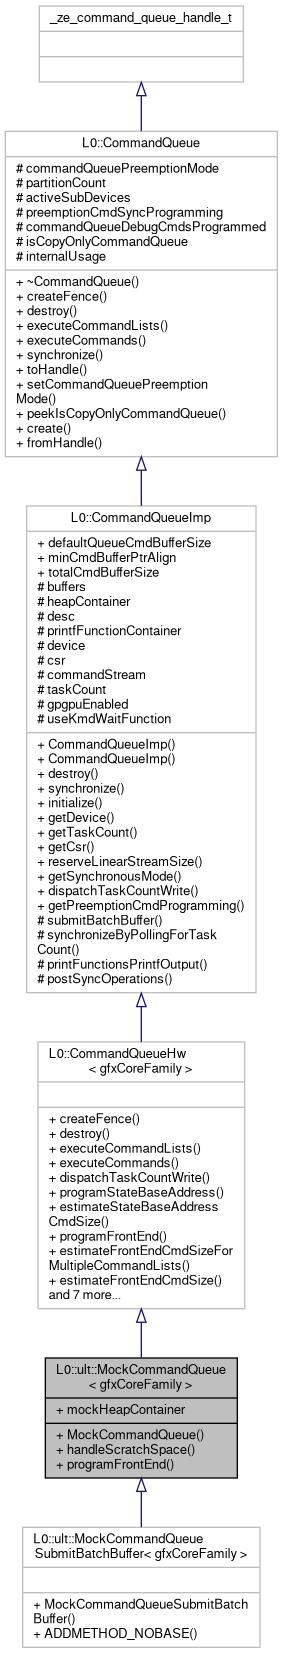 _ze_command_queue_handle_t
L0::CommandQueue
# commandQueuePreemptionMode
# partitionCount
# activeSubDevices
# preemptionCmdSyncProgramming
# commandQueueDebugCmdsProgrammed
# isCopyOnlyCommandQueue
# internalUsage
+ ~CommandQueue()
+ createFence()
+ destroy()
+ executeCommandLists()
+ executeCommands()
+ synchronize()
+ toHandle()
+ setCommandQueuePreemption
Mode()
+ peekIsCopyOnlyCommandQueue()
+ create()
+ fromHandle()
L0::CommandQueueImp
+ defaultQueueCmdBufferSize
+ minCmdBufferPtrAlign
+ totalCmdBufferSize
# buffers
# heapContainer
# desc
# printfFunctionContainer
# device
# csr
# commandStream
# taskCount
# gpgpuEnabled
# useKmdWaitFunction
+ CommandQueueImp()
+ CommandQueueImp()
+ destroy()
+ synchronize()
+ initialize()
+ getDevice()
+ getTaskCount()
+ getCsr()
+ reserveLinearStreamSize()
+ getSynchronousMode()
+ dispatchTaskCountWrite()
+ getPreemptionCmdProgramming()
# submitBatchBuffer()
# synchronizeByPollingForTask
Count()
# printFunctionsPrintfOutput()
# postSyncOperations()
L0::CommandQueueHw
< gfxCoreFamily >
+ createFence()
+ destroy()
+ executeCommandLists()
+ executeCommands()
+ dispatchTaskCountWrite()
+ programStateBaseAddress()
+ estimateStateBaseAddress
CmdSize()
+ programFrontEnd()
+ estimateFrontEndCmdSizeFor
MultipleCommandLists()
+ estimateFrontEndCmdSize()
and 7 more...
L0::ult::MockCommandQueue
< gfxCoreFamily >
+ mockHeapContainer
+ MockCommandQueue()
+ handleScratchSpace()
+ programFrontEnd()
L0::ult::MockCommandQueue
SubmitBatchBuffer< gfxCoreFamily >
+ MockCommandQueueSubmitBatch
Buffer()
+ ADDMETHOD_NOBASE()